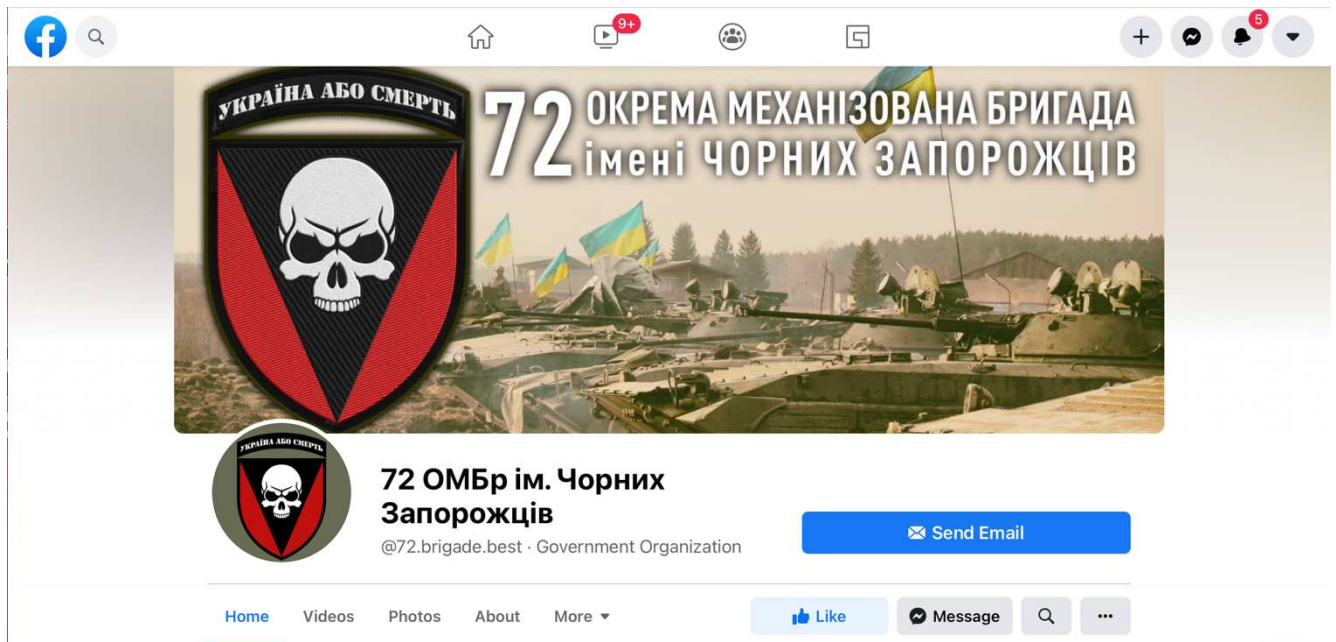 9+
5
УКРАЇНА АБО СМЕРТЬ
72 ОКРЕМА МЕХАНІЗОВАНА БРИГАДА
імені ЧОРНИХ ЗАПОРОЖЦІВ
УКРАЇНА АБО СМЕРТЬ
72 ОМБр ім. Чорних
Запорожців
@72.brigade.best · Government Organization
Send Email
Home Videos Photos About More
Like Message